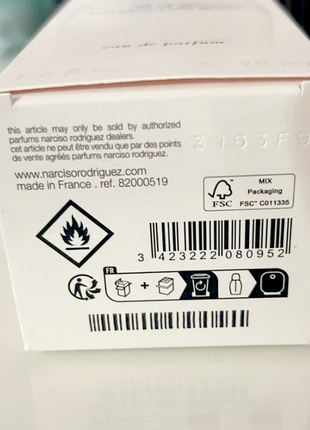 eau de parfum
this article may only be sold by authorized
parfums narciso rodriguez dealers.
cet article ne peut être vendu que par des points
de vente agréés parfums narciso rodriguez.
3163F9
www.narcisorodriguez.com
made in France . ref. 82000519
FSC
MIX
Packaging
FSC™ C011335
3 423222 080952
FR
+